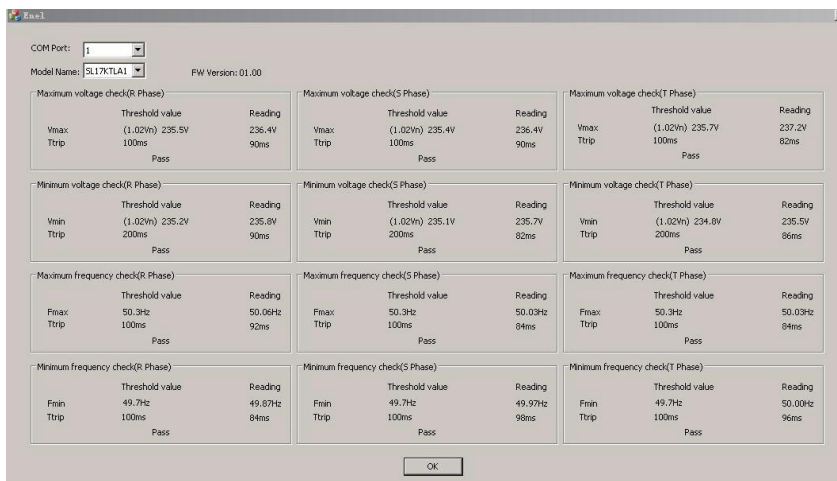 Enel
COM Port: 1
Model Name: SL17KTLA1 FW Version: 01.00
Maximum voltage check(R Phase)
Threshold value Reading
Vmax (1.02Vn) 235.5V 236.4V
Ttrip 100ms 90ms
Pass
Maximum voltage check(S Phase)
Threshold value Reading
Vmax (1.02Vn) 235.4V 236.4V
Ttrip 100ms 90ms
Pass
Maximum voltage check(T Phase)
Threshold value Reading
Vmax (1.02Vn) 235.7V 237.2V
Ttrip 100ms 82ms
Pass
Minimum voltage check(R Phase)
Threshold value Reading
Vmin (1.02Vn) 235.2V 235.8V
Ttrip 200ms 90ms
Pass
Minimum voltage check(S Phase)
Threshold value Reading
Vmin (1.02Vn) 235.1V 235.7V
Ttrip 200ms 82ms
Pass
Minimum voltage check(T Phase)
Threshold value Reading
Vmin (1.02Vn) 234.8V 235.5V
Ttrip 200ms 86ms
Pass
Maximum frequency check(R Phase)
Threshold value Reading
Fmax 50.3Hz 50.06Hz
Ttrip 100ms 92ms
Pass
Maximum frequency check(S Phase)
Threshold value Reading
Fmax 50.3Hz 50.03Hz
Ttrip 100ms 84ms
Pass
Maximum frequency check(T Phase)
Threshold value Reading
Fmax 50.3Hz 50.03Hz
Ttrip 100ms 84ms
Pass
Minimum frequency check(R Phase)
Threshold value Reading
Fmin 49.7Hz 49.87Hz
Ttrip 100ms 84ms
Pass
Minimum frequency check(S Phase)
Threshold value Reading
Fmin 49.7Hz 49.97Hz
Ttrip 100ms 98ms
Pass
Minimum frequency check(T Phase)
Threshold value Reading
Fmin 49.7Hz 50.00Hz
Ttrip 100ms 96ms
Pass
OK